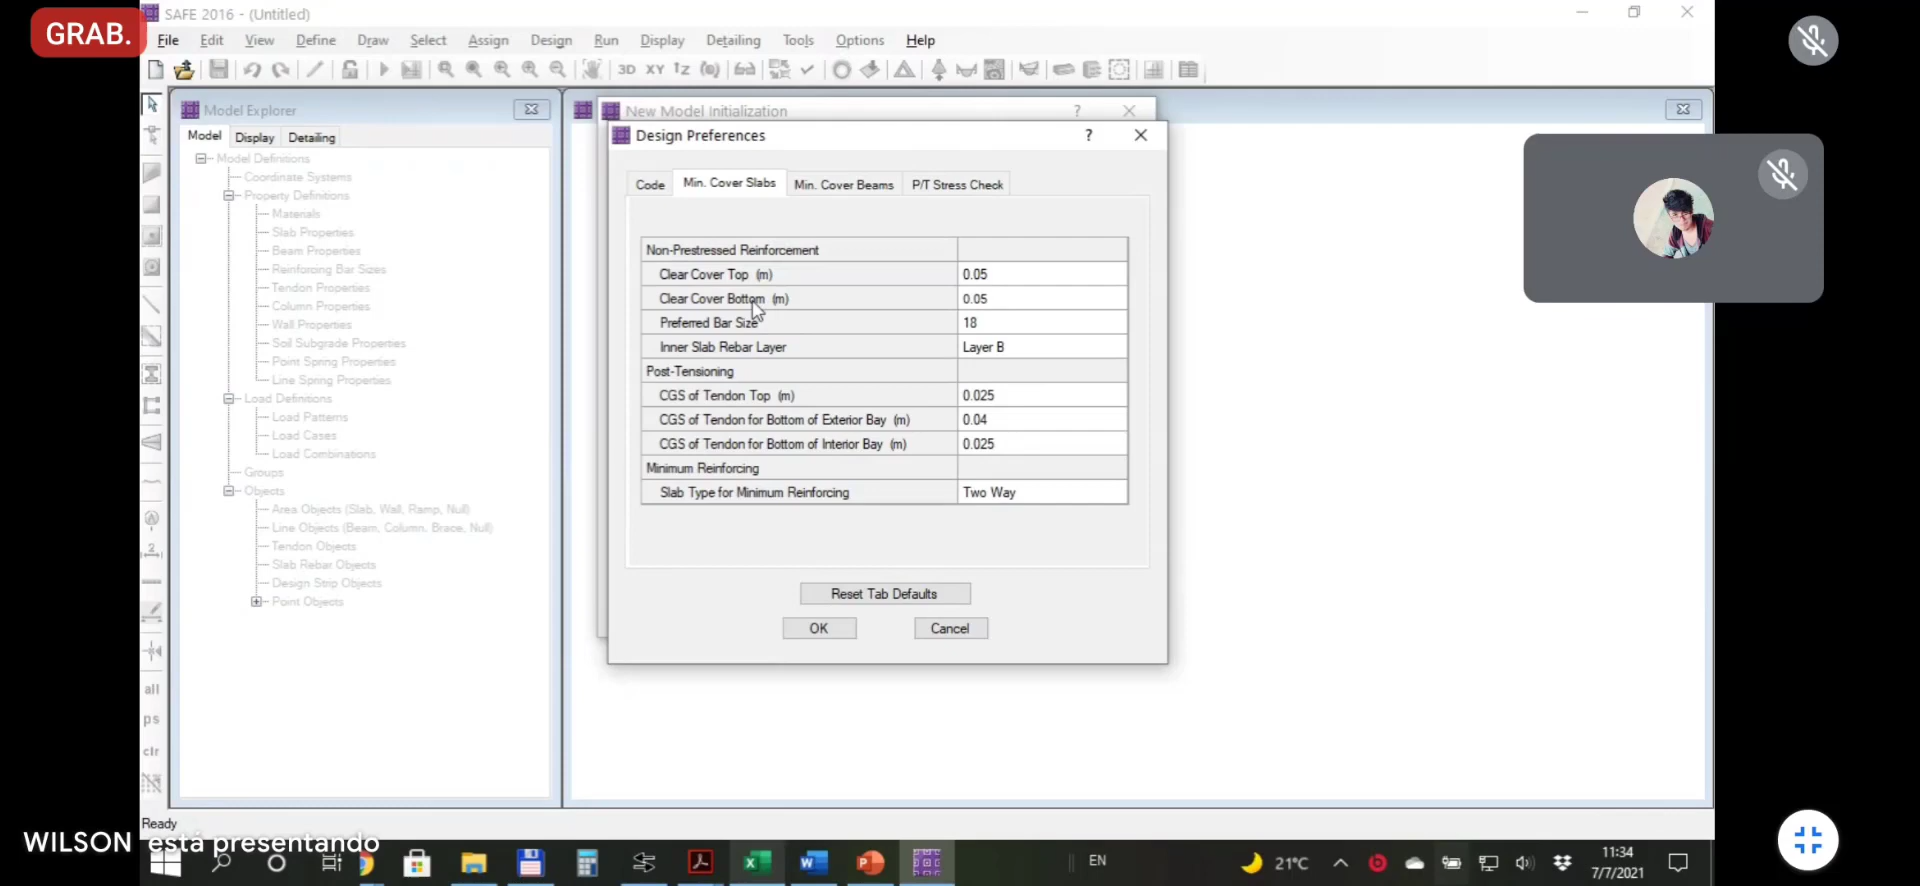 GRAB.
SAFE 2016 - (Untitled)
File Edit View Define Draw Select Assign Design Run Display Detailing Tools Options Help
3D XY
Model Explorer
Model Display Detailing
Model Definitions
Coordinate Systems
Property Definitions
Materials
Slab Properties
Beam Properties
Reinforcing Bar Sizes
Tendon Properties
Column Properties
Wall Properties
Soil Subgrade Properties
Point Spring Properties
Line Spring Properties
Load Definitions
Load Patterns
Load Cases
Load Combinations
Groups
Objects
Area Objects (Slab, Wall, Ramp, Null)
Line Objects (Beam, Column, Brace, Null)
Tendon Objects
Slab Rebar Objects
Design Strip Objects
Point Objects
all
ps
clr
New Model Initialization ?
Design Preferences ?
Code Min. Cover Slabs Min. Cover Beams P/T Stress Check
Non-Prestressed Reinforcement
Clear Cover Top (m) 0.05
Clear Cover Bottom (m) 0.05
Preferred Bar Size 18
Inner Slab Rebar Layer Layer B
Post-Tensioning
CGS of Tendon Top (m) 0.025
CGS of Tendon for Bottom of Exterior Bay (m) 0.04
CGS of Tendon for Bottom of Interior Bay (m) 0.025
Minimum Reinforcing
Slab Type for Minimum Reinforcing Two Way
Reset Tab Defaults
OK Cancel
Ready
WILSON está presentando
EN
21°C
11:34
7/7/2021